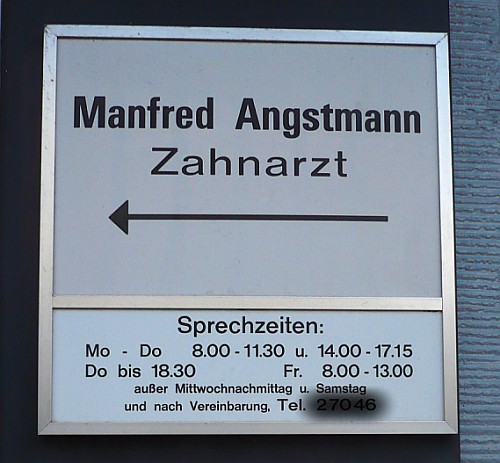 Manfred Angstmann
Zahnarzt
Sprechzeiten:
Mo - Do 8.00 - 11.30 u. 14.00 - 17.15
Do bis 18.30 Fr. 8.00 - 13.00
außer Mittwochnachmittag u. Samstag
und nach Vereinbarung, Tel.